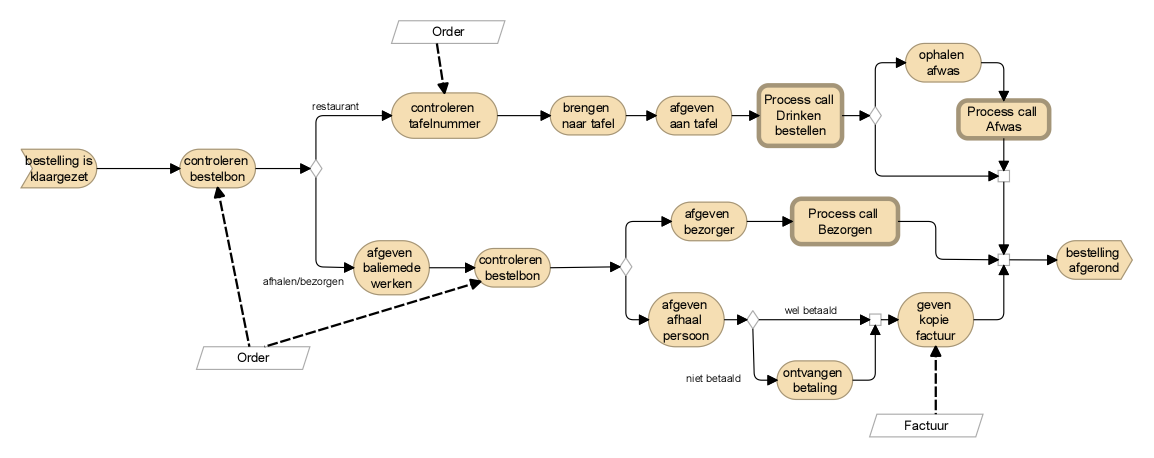 Order
ophalen
afwas
restaurant
controleren
tafelnummer
brengen
naar tafel
afgeven
aan tafel
Process call
Drinken
bestellen
Process call
Afwas
bestelling is
klaargezet
controleren
bestelbon
afgeven
bezorger
Process call
Bezorgen
afhalen/bezorgen
afgeven
baliemede
werken
controleren
bestelbon
bestelling
afgerond
afgeven
afhaal
persoon
wel betaald
geven
kopie
factuur
Order
niet betaald
ontvangen
betaling
Factuur